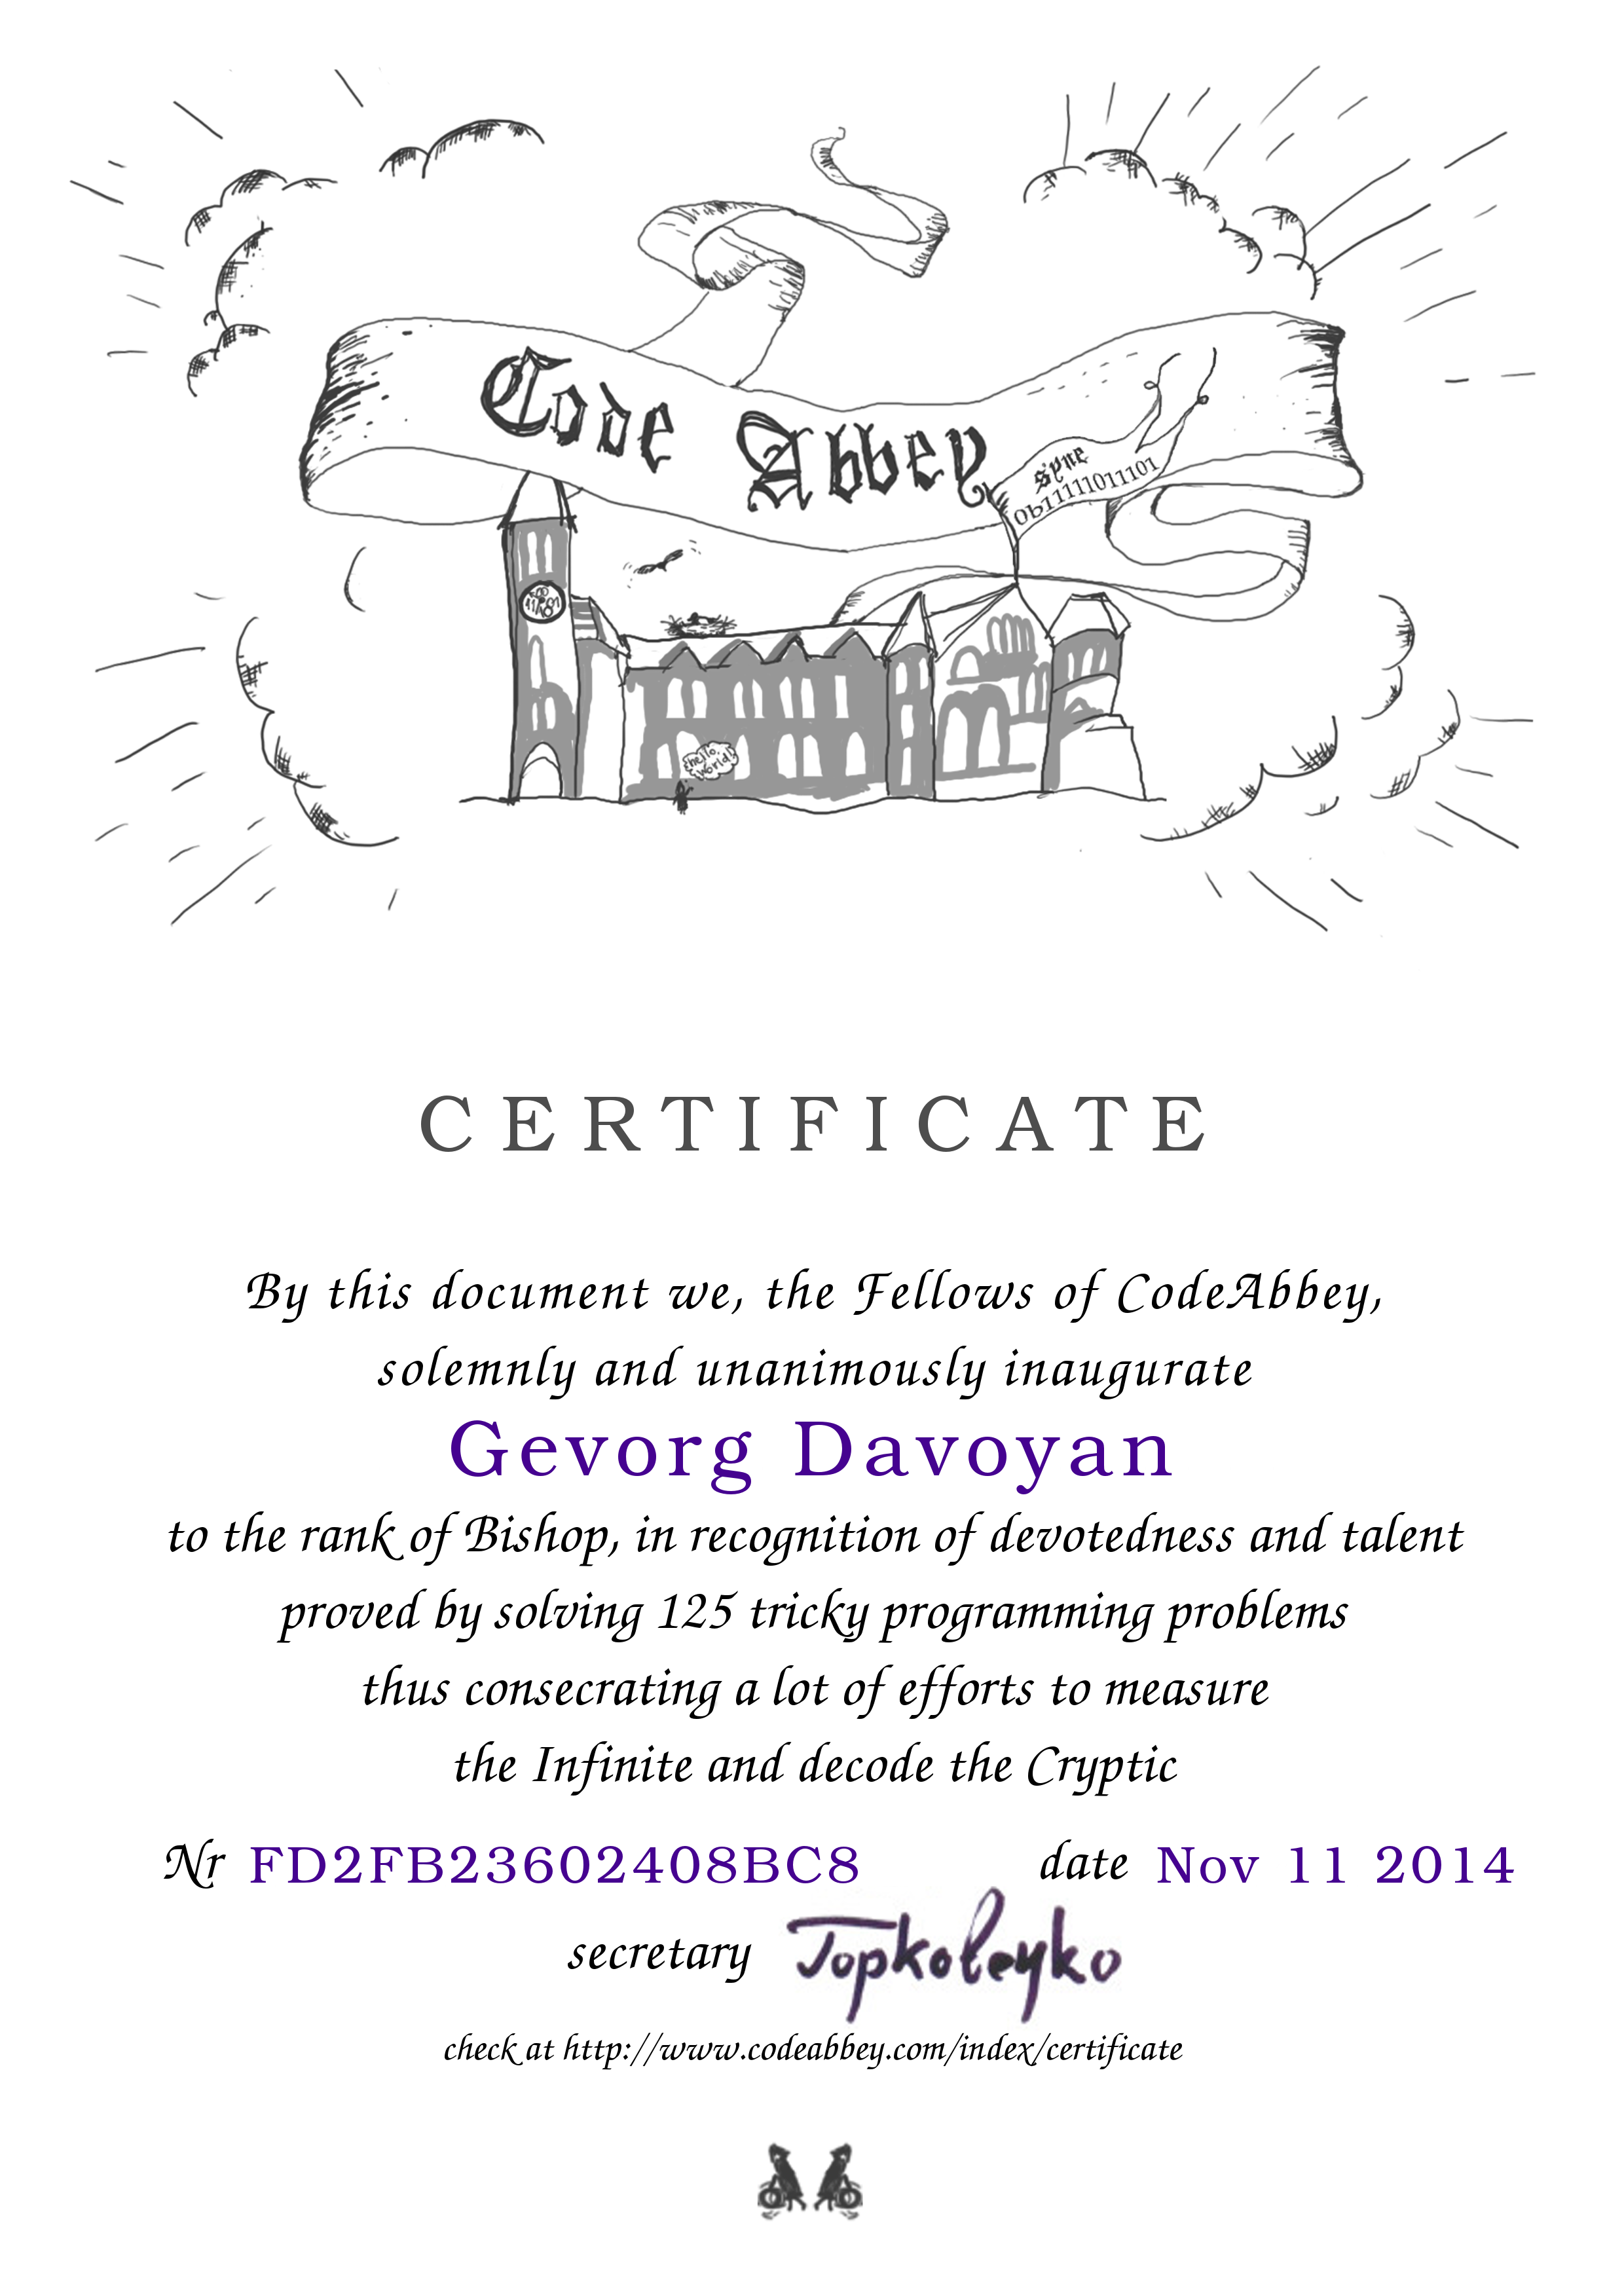 Code Abbey
syne
0b11111011101
hello, world!
CERTIFICATE
By this document we, the Fellows of CodeAbbey,
solemnly and unanimously inaugurate
Gevorg Davoyan
to the rank of Bishop, in recognition of devotedness and talent
proved by solving 125 tricky programming problems
thus consecrating a lot of efforts to measure
the Infinite and decode the Cryptic
Nr FD2FB23602408BC8 date Nov 11 2014
secretary
check at http://www.codeabbey.com/index/certificate